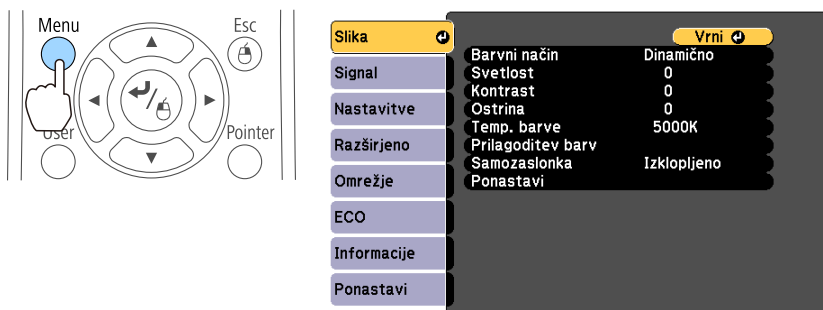 Menu
Esc
User
Pointer
Slika
Signal
Nastavitve
Razširjeno
Omrežje
ECO
Informacije
Ponastavi
Vrni
Barvni način Dinamično
Svetlost 0
Kontrast 0
Ostrina 0
Temp. barve 5000K
Prilagoditev barv
Samozaslonka Izklopljeno
Ponastavi